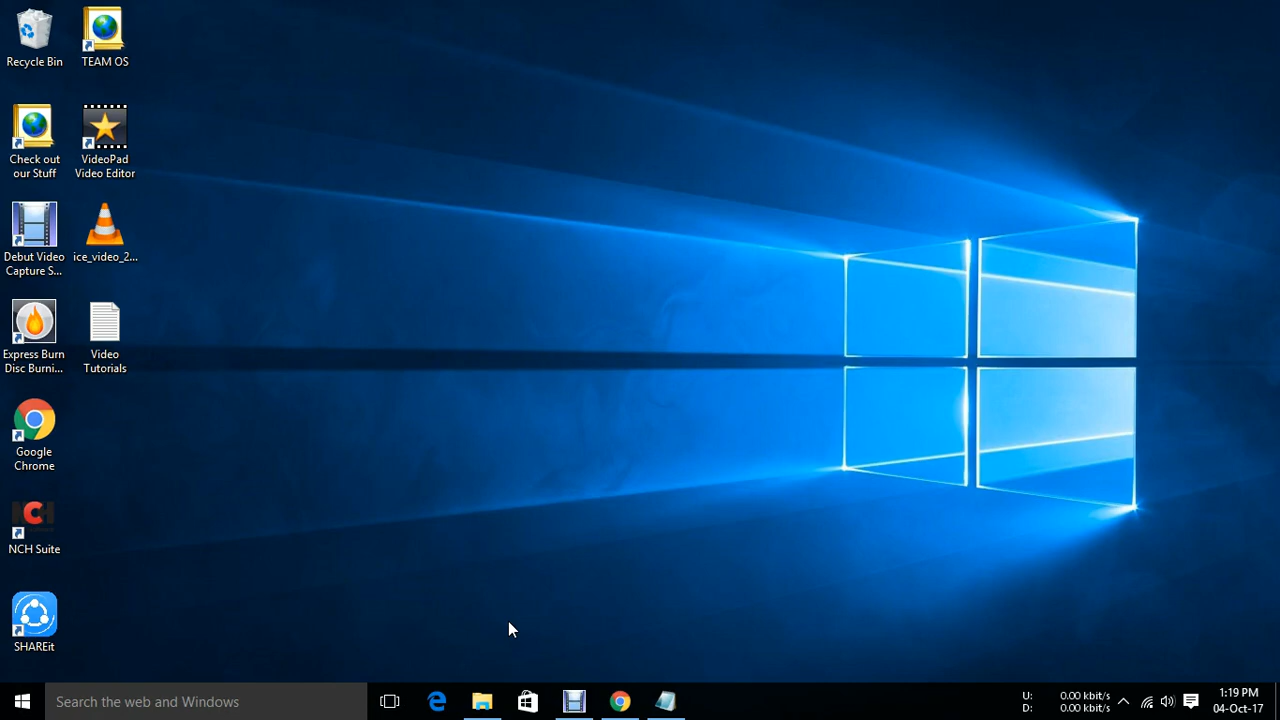 Recycle Bin
TEAM OS
Check out
our Stuff
VideoPad
Video Editor
Debut Video
Capture S...
ice_video_2...
Express Burn
Disc Burni...
Video
Tutorials
Google
Chrome
NCH
NCH Suite
SHAREit
Search the web and Windows
U: 0.00 kbit/s
D: 0.00 kbit/s
1:19 PM
04-Oct-17